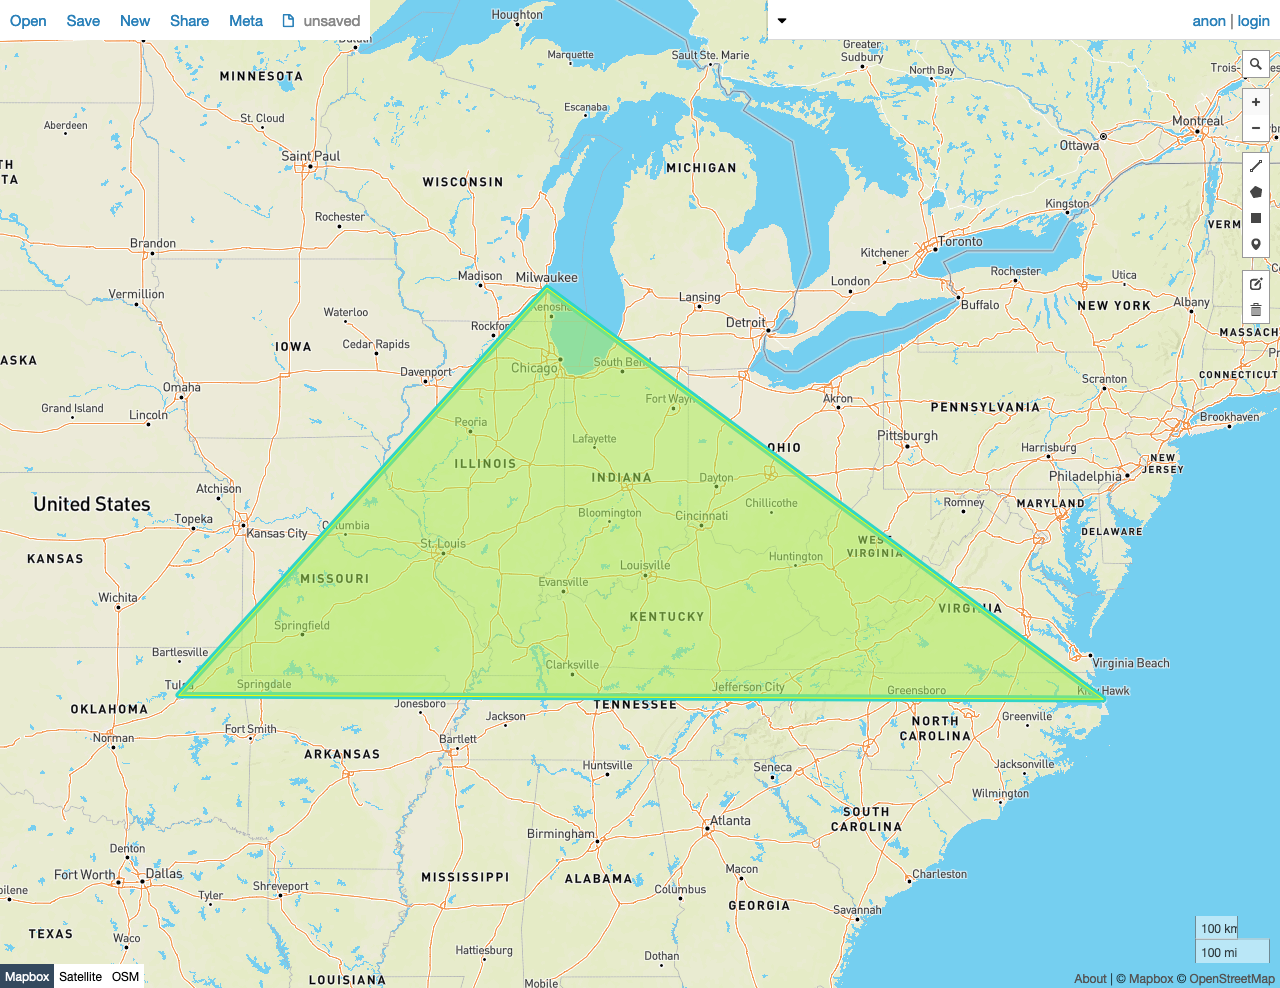 Open Save New Share Meta unsaved
anon | login
Houghton
Duluth
Marquette
Sault Ste. Marie
Greater
Sudbury
North Bay
MINNESOTA
Escanaba
Aberdeen
St. Cloud
Montreal
Ottawa
Saint Paul
MICHIGAN
WISCONSIN
Rochester
Kingston
Brandon
Toronto
Kitchener
Madison
Milwaukee
London
Rochester
Utica
Vermillion
Lansing
Buffalo
NEW YORK
Albany
Waterloo
Kenosha
Rockford
Detroit
IOWA
Cedar Rapids
Chicago
South Bend
Davenport
CONNECTICUT
Scranton
Omaha
Grand Island
Lincoln
Fort Wayne
Akron
PENNSYLVANIA
Brookhaven
Peoria
Lafayette
OHIO
Pittsburgh
Harrisburg
ILLINOIS
INDIANA
Dayton
NEW
JERSEY
Philadelphia
Atchison
United States
Chillicothe
Romney
MARYLAND
Topeka
Kansas City
Columbia
Bloomington
Cincinnati
DELAWARE
KANSAS
St. Louis
WEST
VIRGINIA
Huntington
MISSOURI
Louisville
Evansville
Wichita
KENTUCKY
VIRGINIA
Springfield
Bartlesville
Clarksville
Virginia Beach
Tulsa
Springdale
Jefferson City
Greensboro
Kitty Hawk
OKLAHOMA
Jonesboro
TENNESSEE
Jackson
NORTH
CAROLINA
Greenville
Norman
Fort Smith
Bartlett
ARKANSAS
Huntsville
Seneca
Jacksonville
Wilmington
SOUTH
CAROLINA
Birmingham
Atlanta
Denton
Fort Worth
Dallas
Tyler
Shreveport
MISSISSIPPI
ALABAMA
Macon
Columbus
Charleston
GEORGIA
Savannah
TEXAS
Waco
Hattiesburg
Dothan
100 km
100 mi
LOUISIANA
Mobile
Mapbox Satellite OSM
About | © Mapbox © OpenStreetMap